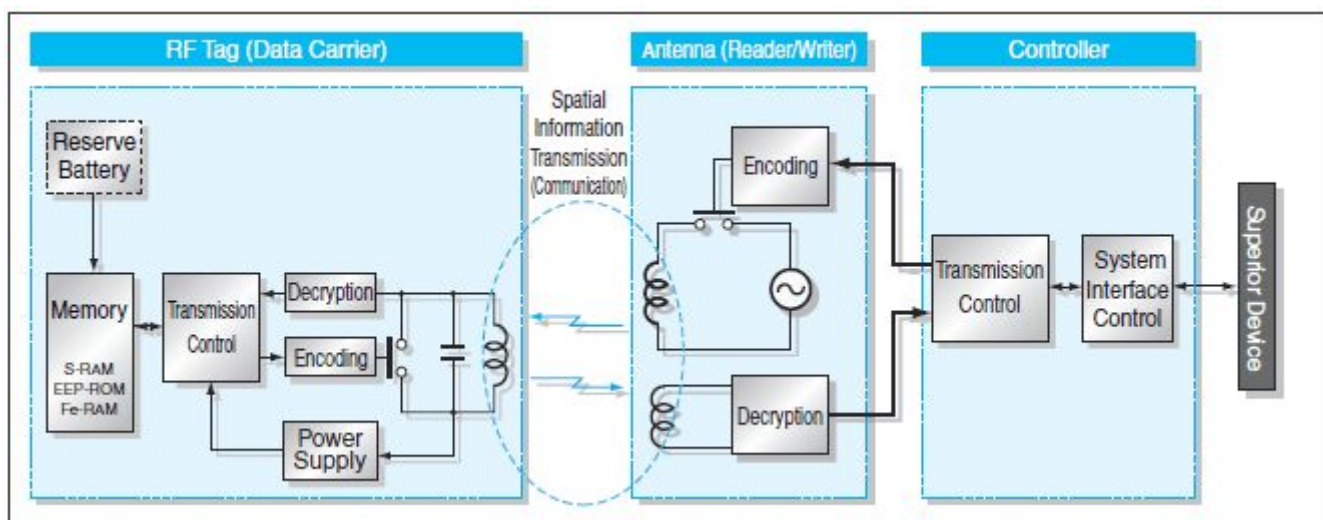 RF Tag (Data Carrier)
Antenna (Reader/Writer)
Controller
Reserve
Battery
Memory
S-RAM
EEP-ROM
Fe-RAM
Transmission
Control
Decryption
Encoding
Power
Supply
Spatial
Information
Transmission
(Communication)
Encoding
Decryption
Transmission
Control
System
Interface
Control
Superior Device